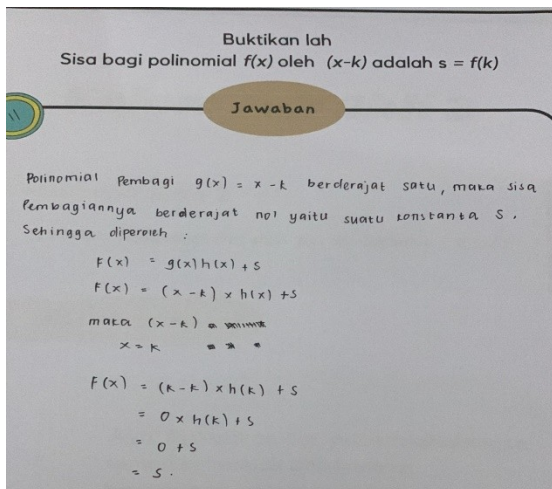 Buktikan lah
Sisa bagi polinomial f(x) oleh (x-k) adalah s = f(k)
11
Jawaban
Polinomial Pembagi g(x) = x - k berderajat satu, maka sisa
Pembagiannya berderajat nol yaitu suatu konstanta S.
Sehingga diperoleh :
F(x) = g(x)h(x) + S
F(x) = (x - k) × h(x) + S
maka (x - k) =
x = k
F(x) = (k - k) × h(k) + S
= 0 × h(k) + S
= 0 + S
= S.